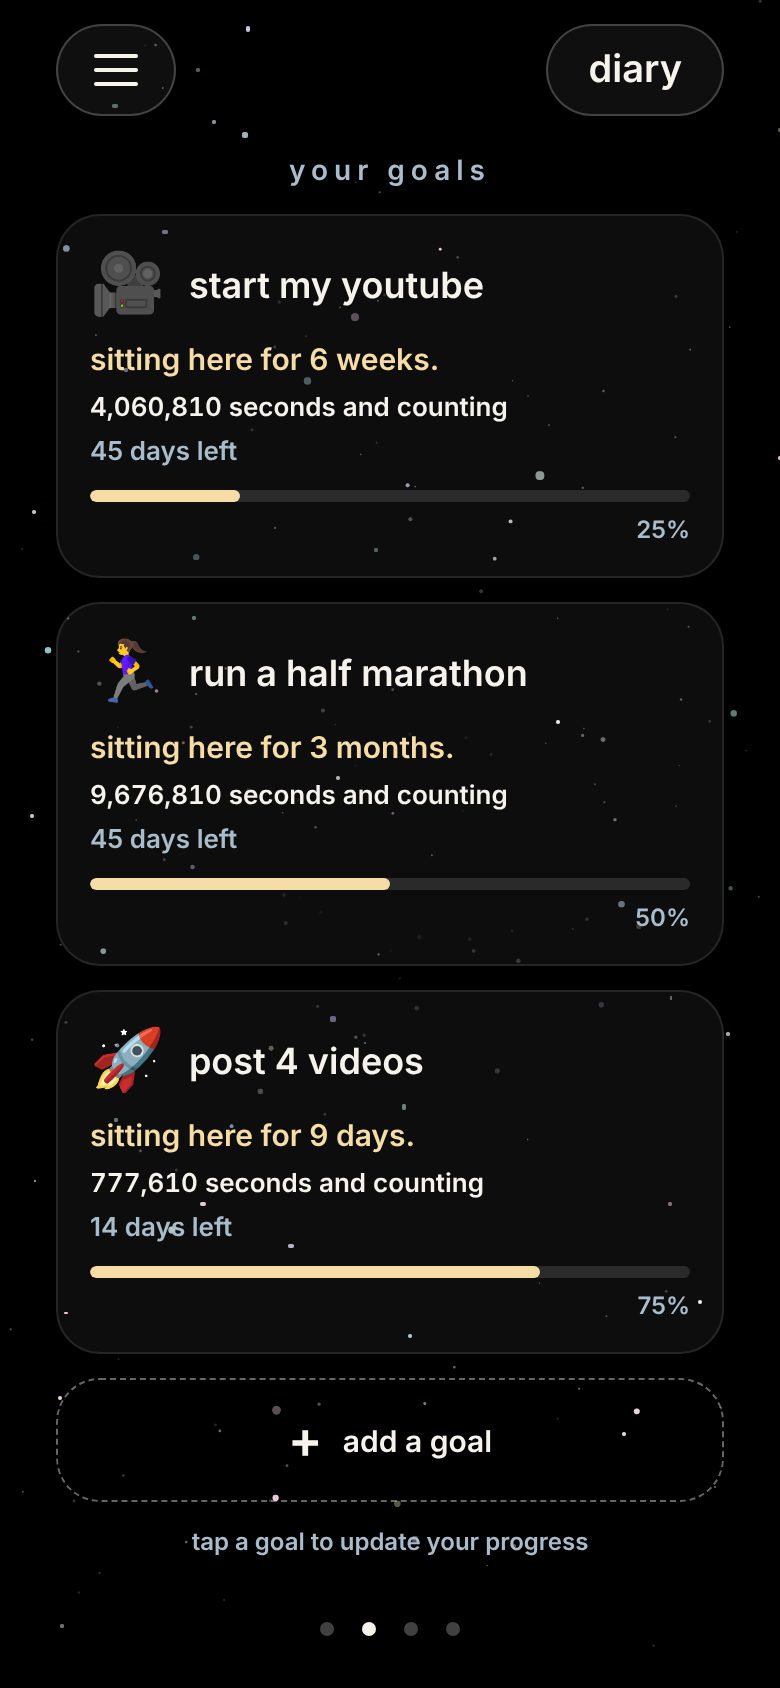 diary
your goals
start my youtube
sitting here for 6 weeks.
4,060,810 seconds and counting
45 days left
25%
run a half marathon
sitting here for 3 months.
9,676,810 seconds and counting
45 days left
50%
post 4 videos
sitting here for 9 days.
777,610 seconds and counting
14 days left
75%
+ add a goal
tap a goal to update your progress